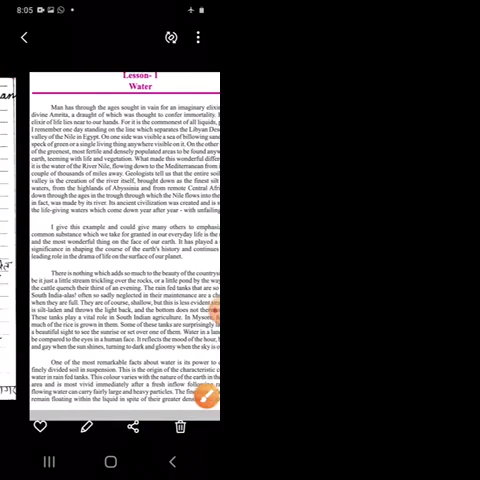 8:05
Lesson- 1
Water
Man has through the ages sought in vain for an imaginary elixir
divine Amrita, a draught of which was thought to confer immortality.
elixir of life lies near to our hands. For it is the commonest of all liquids,
I remember one day standing on the line which separates the Libyan Des
valley of the Nile in Egypt. On one side was visible a sea of billowing sand
speck of green or a single living thing anywhere visible on it. On the other
of the greenest, most fertile and densely populated areas to be found anyw
earth, teeming with life and vegetation. What made this wonderful differ
it is the water of the River Nile, flowing down to the Mediterranean from
couple of thousands of miles away. Geologists tell us that the entire soil
valley is the creation of the river itself, brought down as the finest silt
waters, from the highlands of Abyssinia and from remote Central Afr
down through the ages in the trough through which the Nile flows into the
in fact, was made by its river. Its ancient civilization was created and is s
the life-giving waters which come down year after year - with unfailing
I give this example and could give many others to emphasi
common substance which we take for granted in our everyday life is the
and the most wonderful thing on the face of our earth. It has played a
significance in shaping the course of the earth's history and continues
leading role in the drama of life on the surface of our planet.
There is nothing which adds so much to the beauty of the countrys
be it just a little stream trickling over the rocks, or a little pond by the way
the cattle quench their thirst of an evening. The rain fed tanks that are so
South India-alas! often so sadly neglected in their maintenance are a ch
when they are full. They are of course, shallow, but this is less evident sin
is silt-laden and throws the light back, and the bottom does not the
These tanks play a vital role in South Indian agriculture. In Mysore,
much of the rice is grown in them. Some of these tanks are surprisingly la
a beautiful sight to see the sunrise or set over one of them. Water in a land
be compared to the eyes in a human face. It reflects the mood of the hour,
and gay when the sun shines, turning to dark and gloomy when the sky is o
One of the most remarkable facts about water is its power to
finely divided soil in suspension. This is the origin of the characteristic c
water in rain fed tanks. This colour varies with the nature of the earth in the
area and is most vivid immediately after a fresh inflow following
flowing water can carry fairly large and heavy particles. The fine
remain floating within the liquid in spite of their greater dens